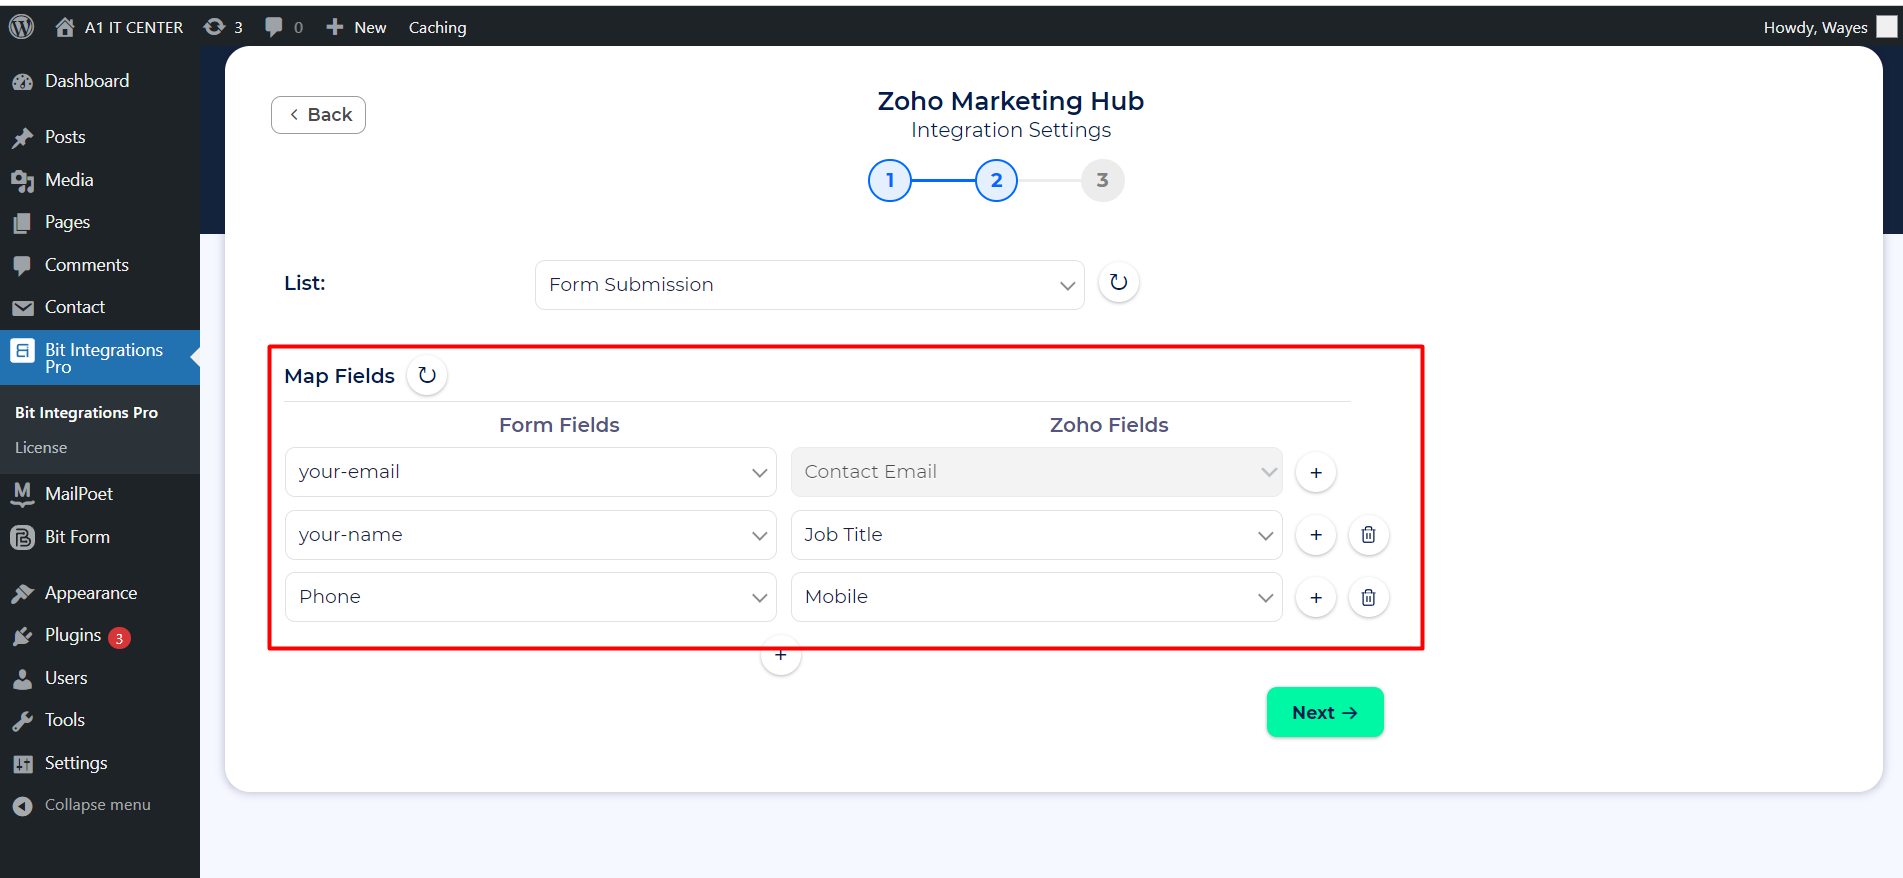 A1 IT CENTER
3
0
New
Caching
Howdy, Wayes
Dashboard
Posts
Media
Pages
Comments
Contact
Bit Integrations
Pro
Bit Integrations Pro
License
MailPoet
Bit Form
Appearance
Plugins 3
Users
Tools
Settings
Collapse menu
Back
Zoho Marketing Hub
Integration Settings
1
2
3
List:
Form Submission
Map Fields
Form Fields
Zoho Fields
your-email
Contact Email
your-name
Job Title
Phone
Mobile
Next →